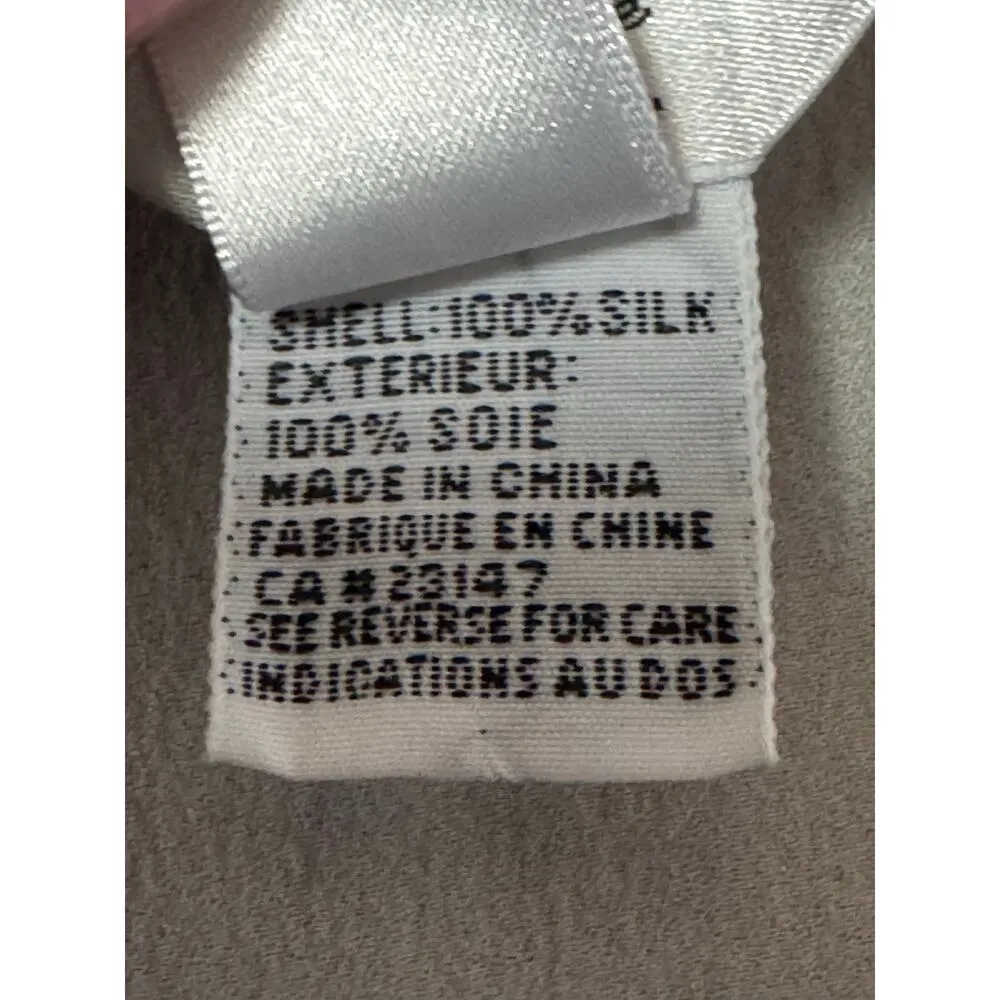 SHELL:100%SILK
EXTERIEUR:
100% SOIE
MADE IN CHINA
FABRIQUE EN CHINE
CA #23147
SEE REVERSE FOR CARE
INDICATIONS AU DOS